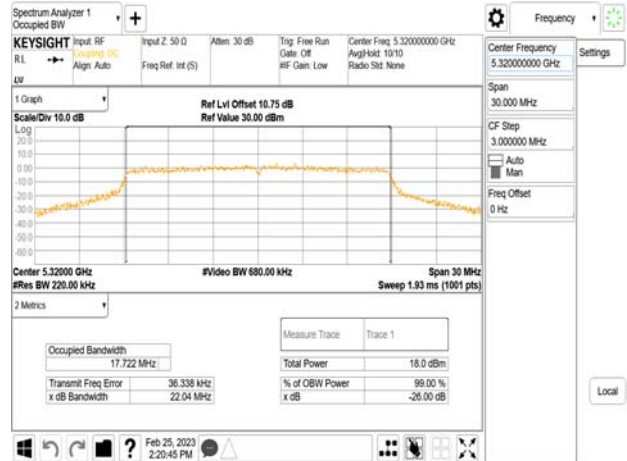 Spectrum Analyzer 1
Occupied BW
Frequency
KEYSIGHT
Input: RF
Coupling: DC
Align: Auto
Input Z: 50 Ω
Freq Ref: Int (S)
Atten: 30 dB
Trig: Free Run
Gate: Off
#IF Gain: Low
Center Freq: 5.320000000 GHz
Avg|Hold: 10/10
Radio Std: None
RL
LXI
Center Frequency
5.320000000 GHz
Settings
Span
30.000 MHz
CF Step
3.000000 MHz
Auto
Man
Freq Offset
0 Hz
1 Graph
Scale/Div 10.0 dB
Ref Lvl Offset 10.75 dB
Ref Value 30.00 dBm
Log
20.0
10.0
0.00
-10.0
-20.0
-30.0
-40.0
-50.0
-60.0
Center 5.32000 GHz
#Res BW 220.00 kHz
#Video BW 680.00 kHz
Span 30 MHz
Sweep 1.93 ms (1001 pts)
2 Metrics
Measure Trace
Trace 1
Occupied Bandwidth
17.722 MHz
Total Power
18.0 dBm
Transmit Freq Error
36.338 kHz
% of OBW Power
99.00 %
x dB Bandwidth
22.04 MHz
x dB
-26.00 dB
Local
?
Feb 25, 2023
2:20:45 PM